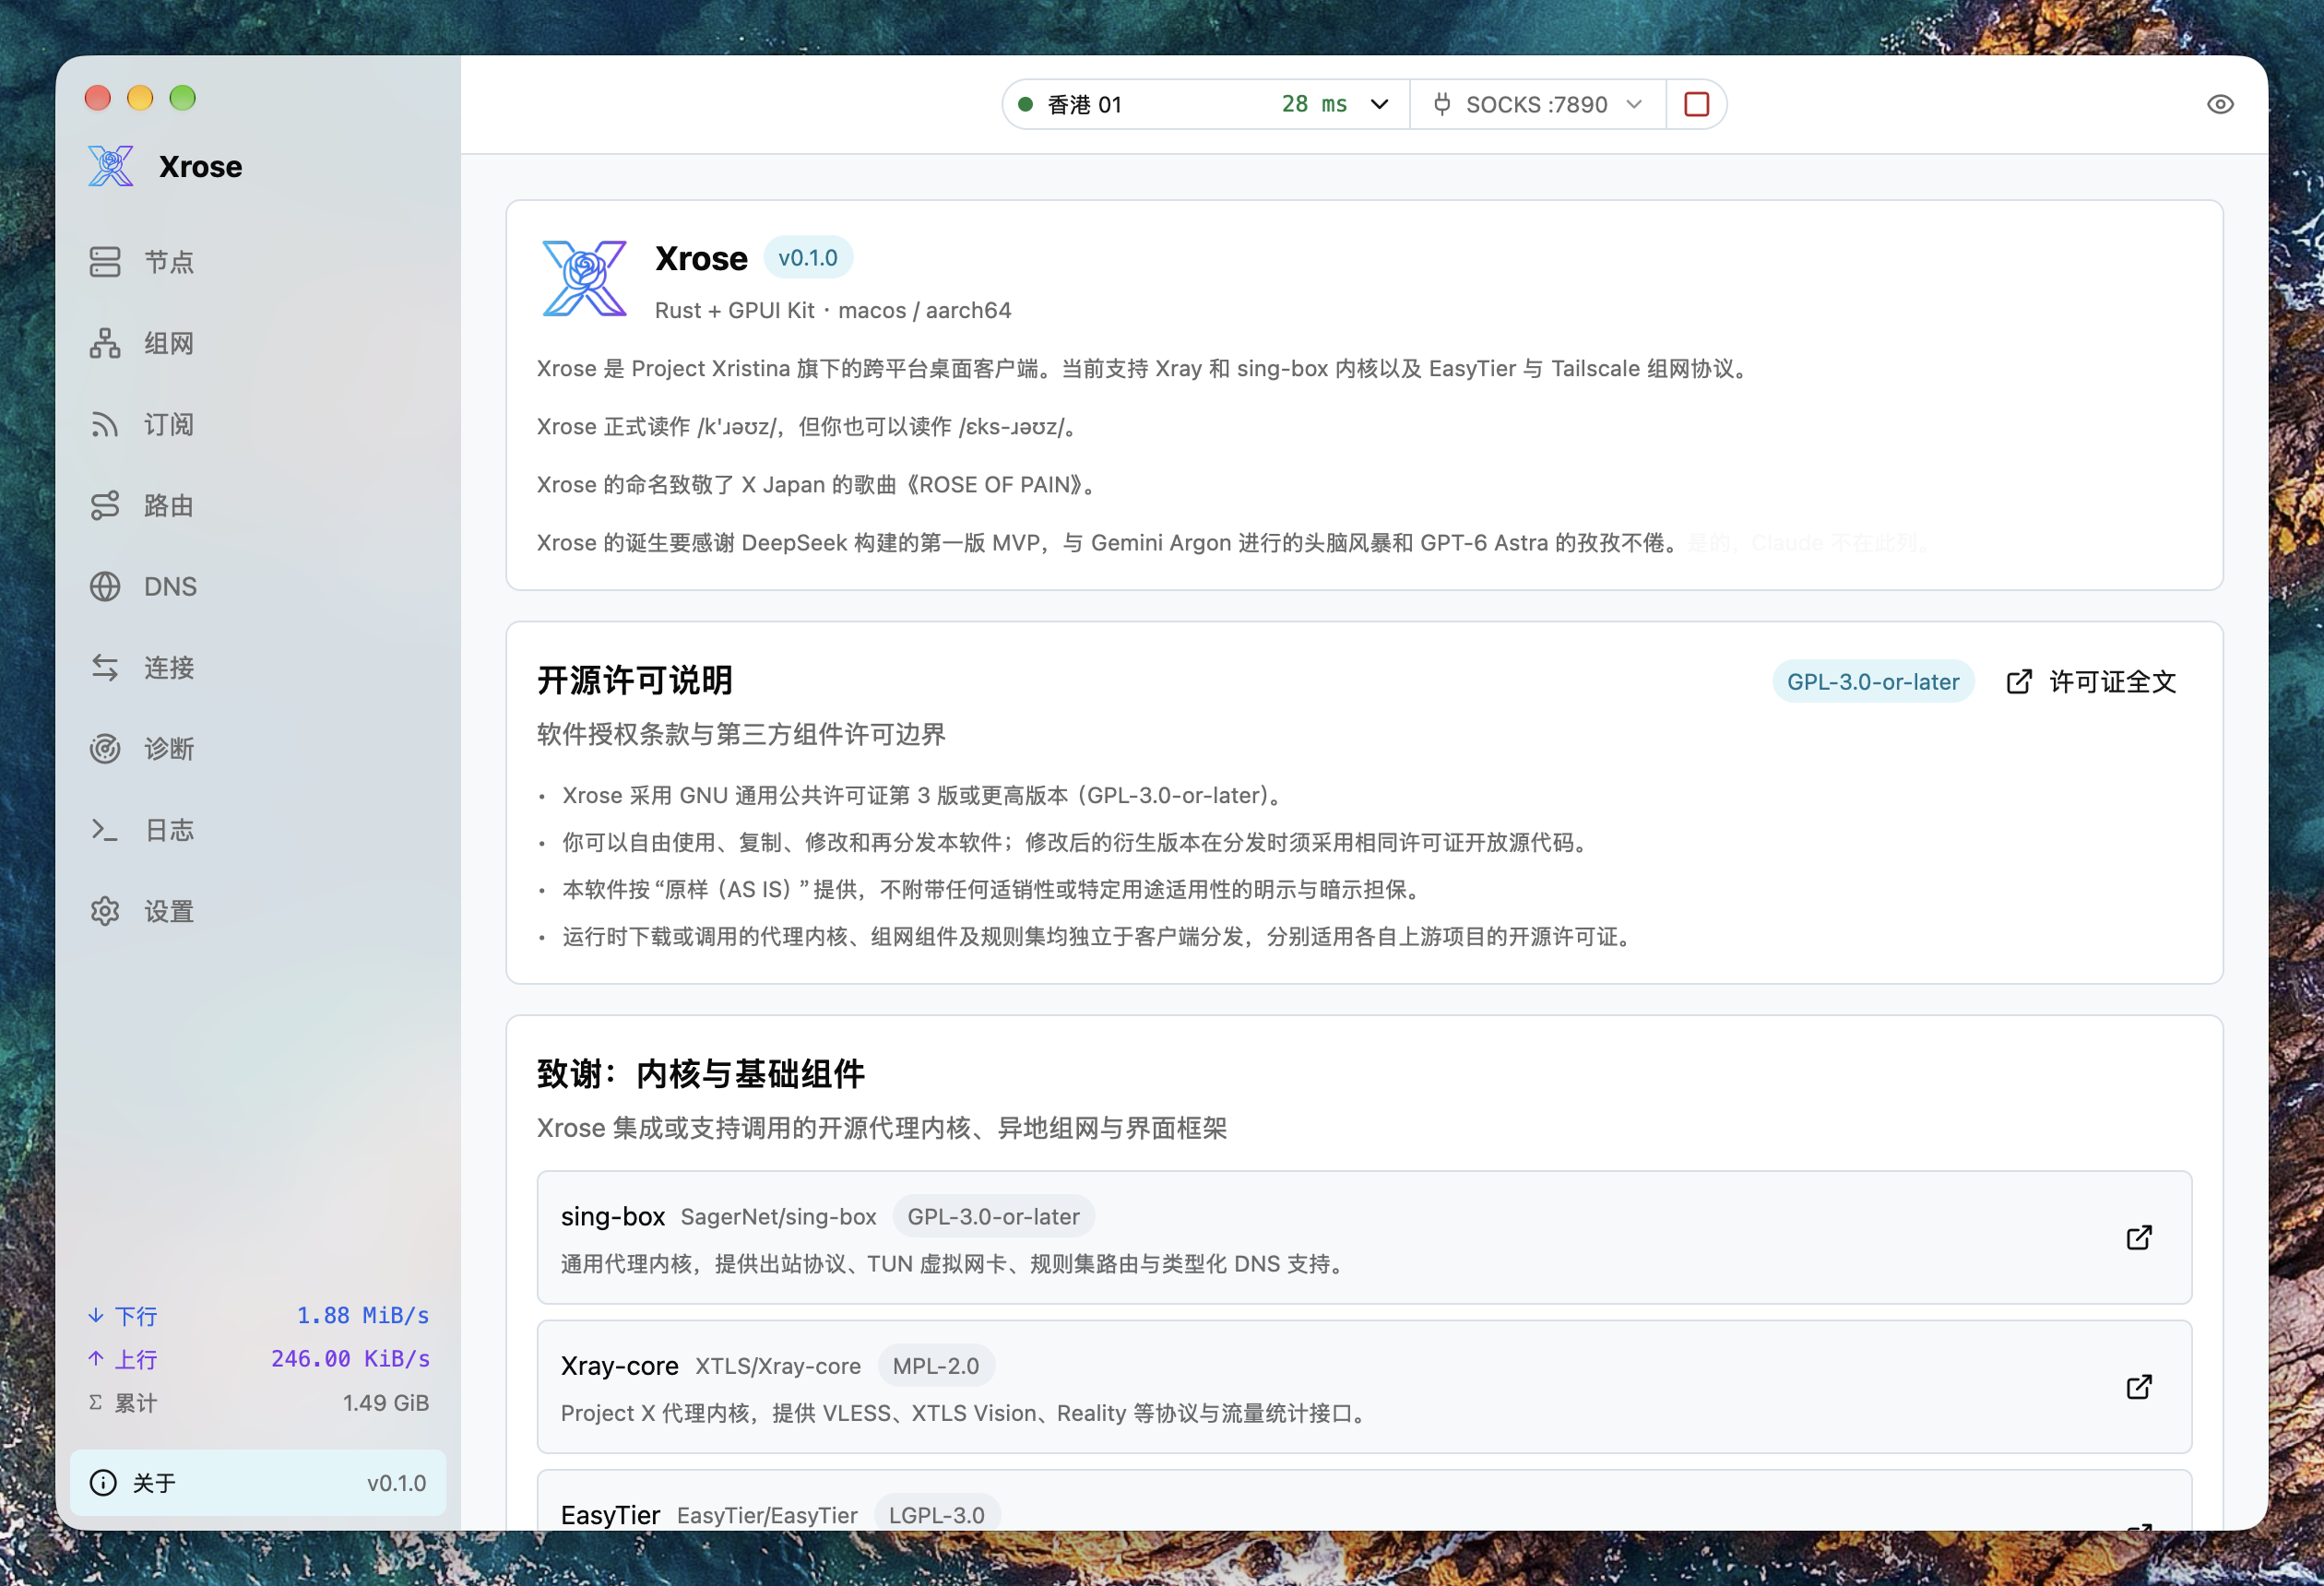 Xrose
节点
组网
订阅
路由
DNS
连接
诊断
日志
设置
↓ 下行 1.88 MiB/s
↑ 上行 246.00 KiB/s
Σ 累计 1.49 GiB
关于 v0.1.0
香港 01 28 ms SOCKS :7890
Xrose v0.1.0
Rust + GPUI Kit · macos / aarch64
Xrose 是 Project Xristina 旗下的跨平台桌面客户端。当前支持 Xray 和 sing-box 内核以及 EasyTier 与 Tailscale 组网协议。
Xrose 正式读作 /k'ɹəʊz/，但你也可以读作 /ɛks-ɹəʊz/。
Xrose 的命名致敬了 X Japan 的歌曲《ROSE OF PAIN》。
Xrose 的诞生要感谢 DeepSeek 构建的第一版 MVP，与 Gemini Argon 进行的头脑风暴和 GPT-6 Astra 的孜孜不倦。是的，Claude 不在此列。
开源许可说明 GPL-3.0-or-later 许可证全文
软件授权条款与第三方组件许可边界
• Xrose 采用 GNU 通用公共许可证第 3 版或更高版本（GPL-3.0-or-later）。
• 你可以自由使用、复制、修改和再分发本软件；修改后的衍生版本在分发时须采用相同许可证开放源代码。
• 本软件按“原样（AS IS）”提供，不附带任何适销性或特定用途适用性的明示与暗示担保。
• 运行时下载或调用的代理内核、组网组件及规则集均独立于客户端分发，分别适用各自上游项目的开源许可证。
致谢：内核与基础组件
Xrose 集成或支持调用的开源代理内核、异地组网与界面框架
sing-box SagerNet/sing-box GPL-3.0-or-later
通用代理内核，提供出站协议、TUN 虚拟网卡、规则集路由与类型化 DNS 支持。
Xray-core XTLS/Xray-core MPL-2.0
Project X 代理内核，提供 VLESS、XTLS Vision、Reality 等协议与流量统计接口。
EasyTier EasyTier/EasyTier LGPL-3.0